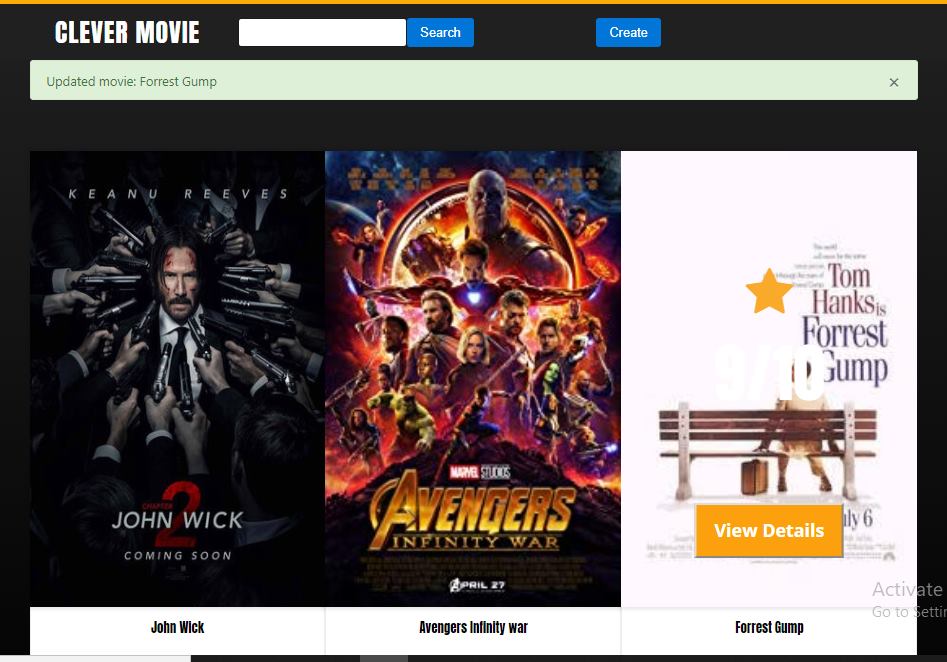 CLEVER MOVIE
Search
Create
Updated movie: Forrest Gump
×
KEANU REEVES
CHAPTER
2
JOHN WICK
COMING SOON
John Wick
MARVEL STUDIOS
AVENGERS
INFINITY WAR
APRIL 27
Avengers Infinity war
Tom
Hanks is
Forrest
Gump
9/10
View Details
uly 6
Forrest Gump
Activate
Go to Settin